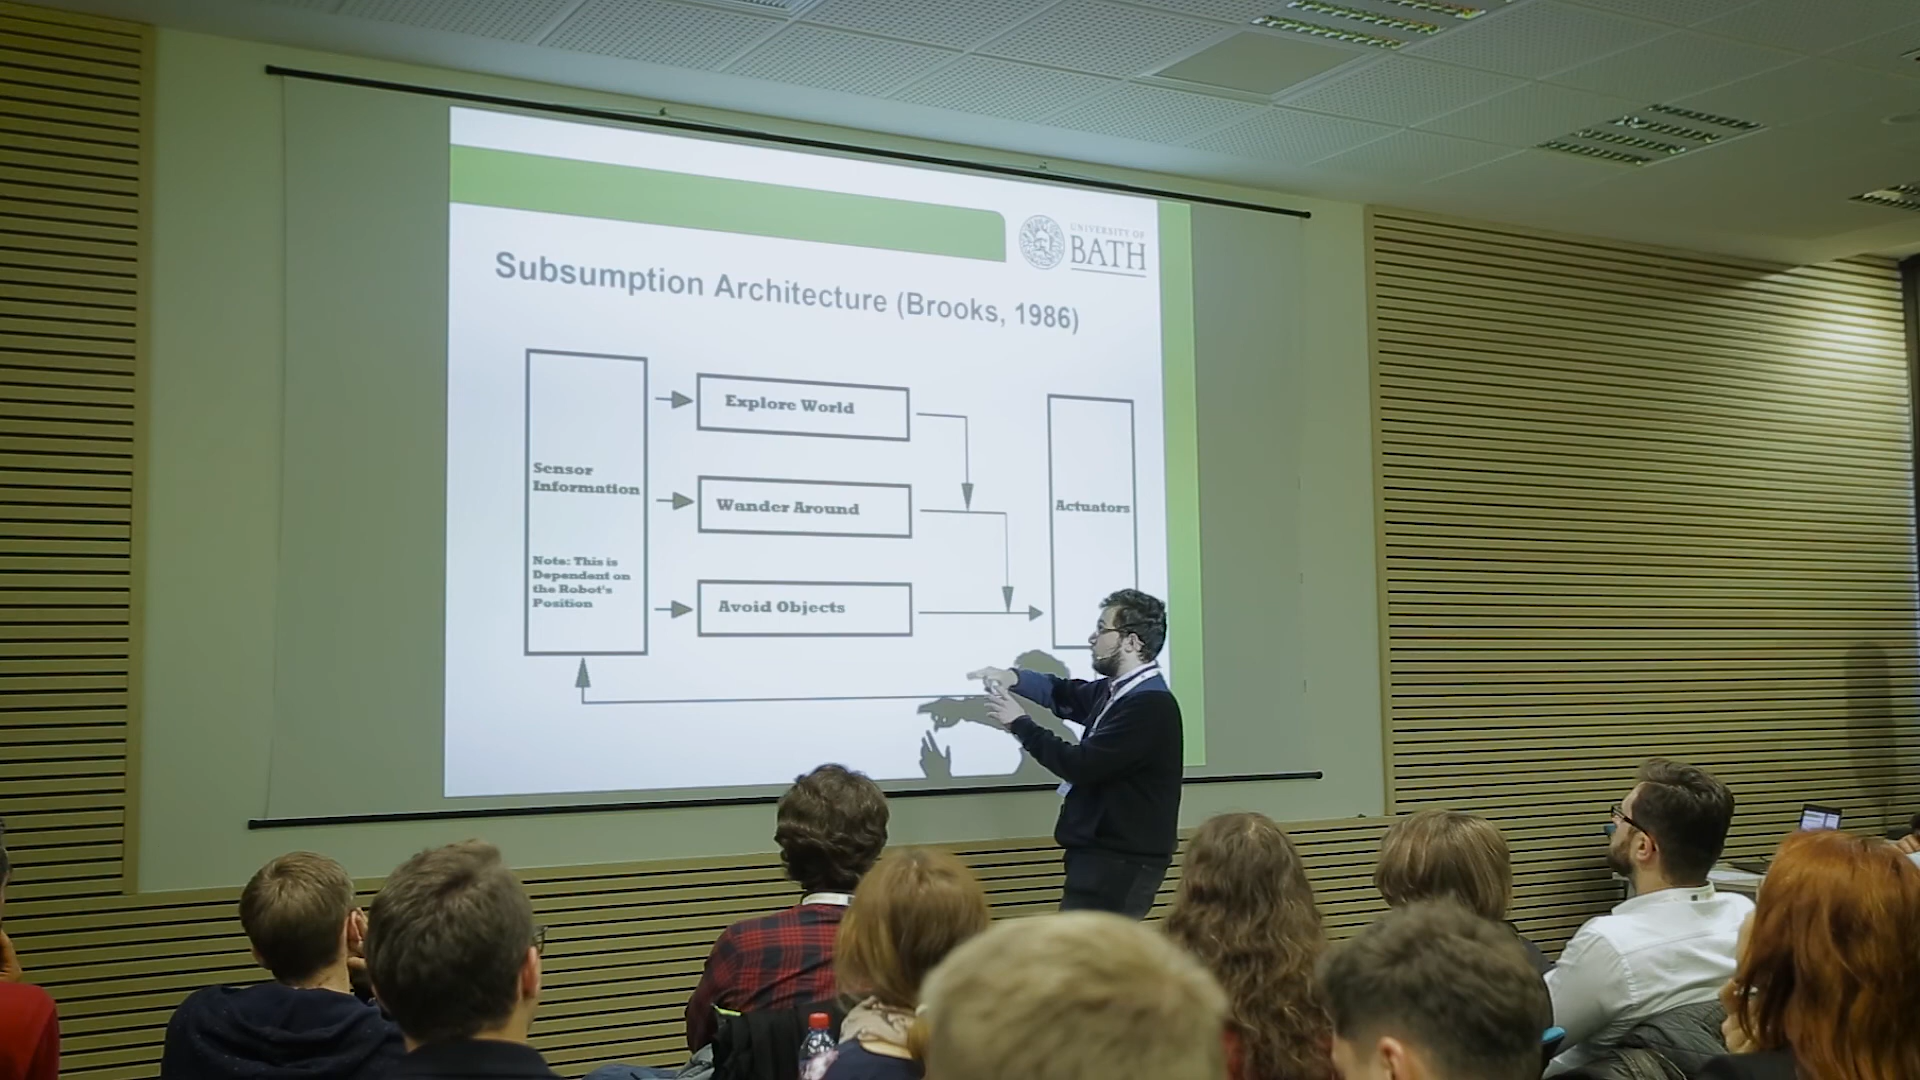 UNIVERSITY OF
BATH
Subsumption Architecture (Brooks, 1986)
Explore World
Sensor
Information
Wander Around
Actuators
Note: This is
Dependent on
the Robot's
Position
Avoid Objects